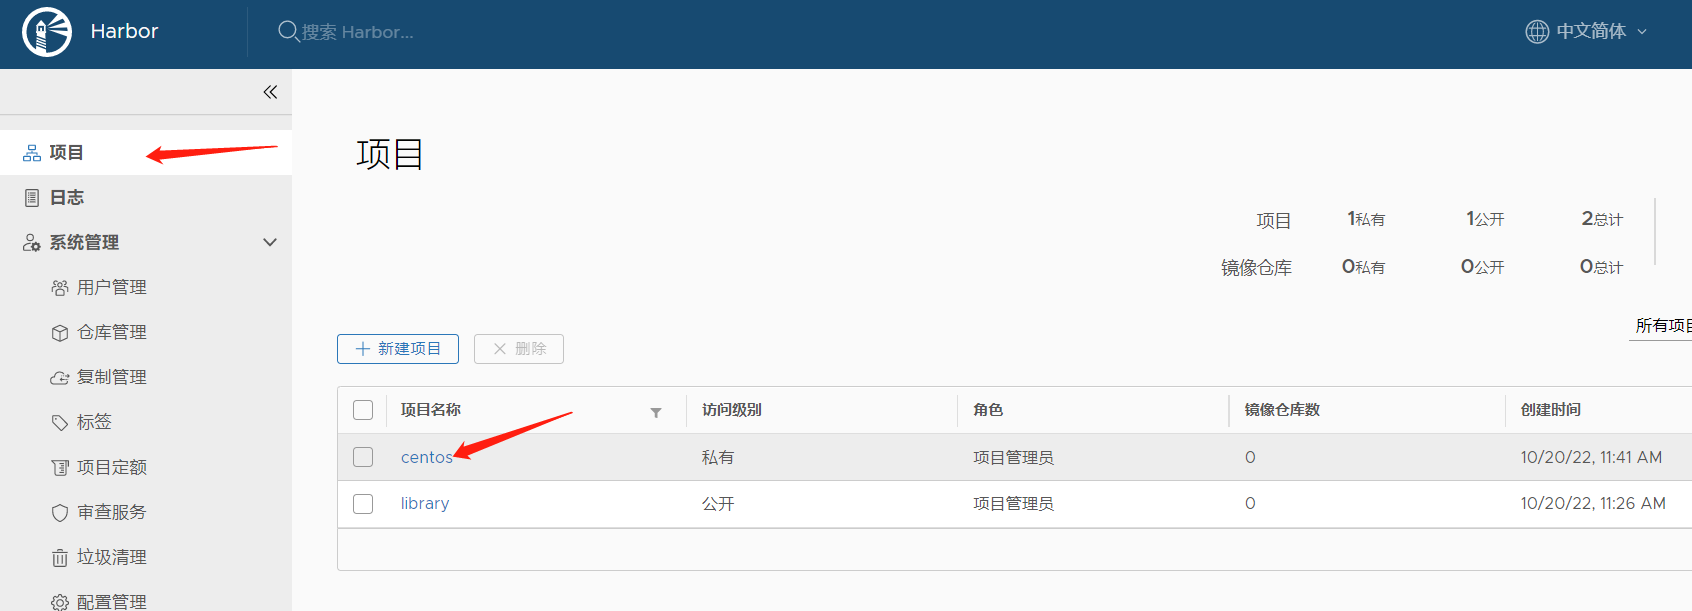 Harbor
搜索 Harbor...
中文简体
项目
日志
系统管理
用户管理
仓库管理
复制管理
标签
项目定额
审查服务
垃圾清理
配置管理
项目
项目 1私有 1公开 2总计
镜像仓库 0私有 0公开 0总计
所有项目
新建项目 删除
项目名称 访问级别 角色 镜像仓库数 创建时间
centos 私有 项目管理员 0 10/20/22, 11:41 AM
library 公开 项目管理员 0 10/20/22, 11:26 AM